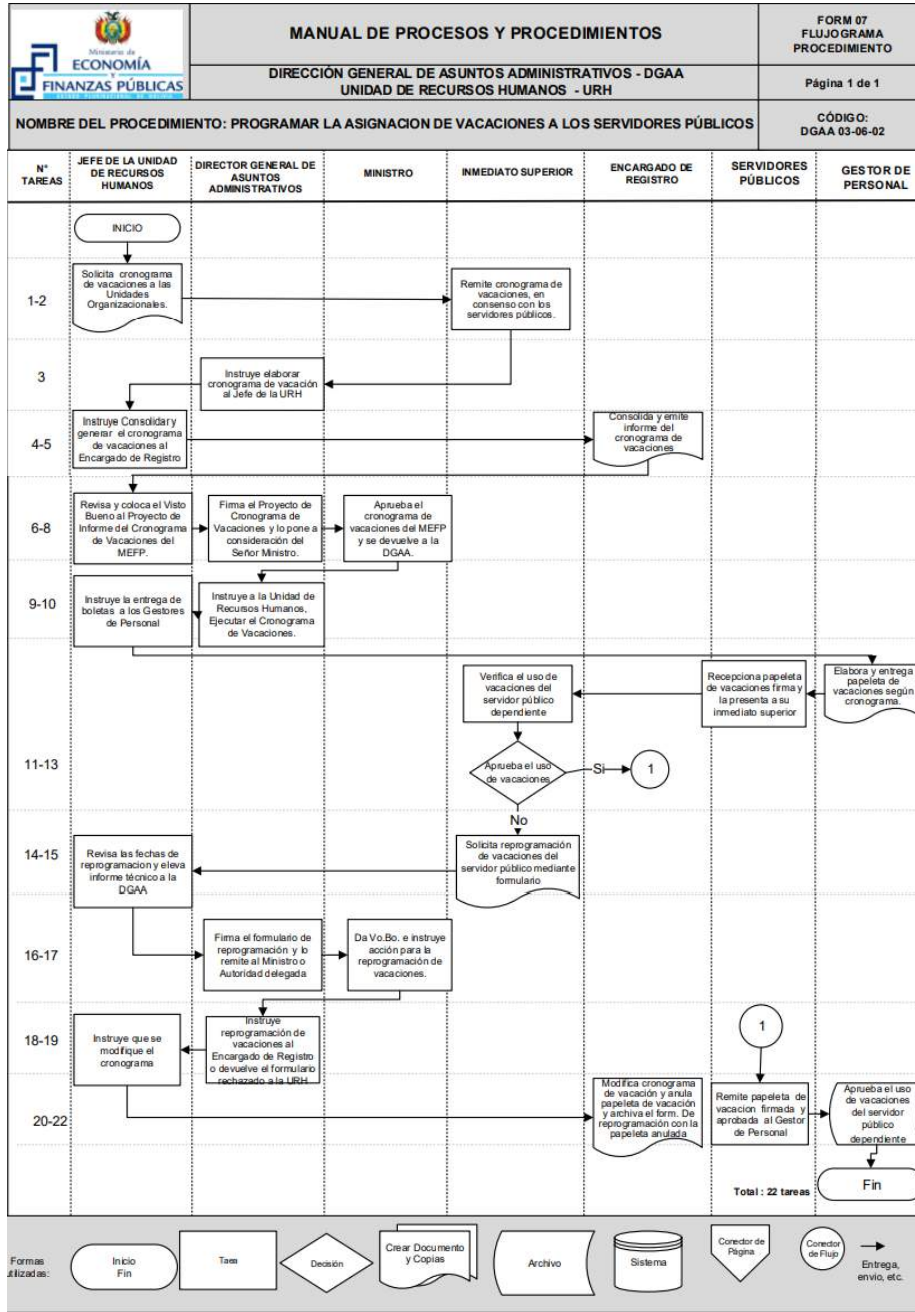 Ministerio de
ECONOMÍA
Y
FINANZAS PÚBLICAS
MANUAL DE PROCESOS Y PROCEDIMIENTOS
FORM 07
FLUJOGRAMA
PROCEDIMIENTO
DIRECCIÓN GENERAL DE ASUNTOS ADMINISTRATIVOS - DGAA
UNIDAD DE RECURSOS HUMANOS - URH
Página 1 de 1
NOMBRE DEL PROCEDIMIENTO: PROGRAMAR LA ASIGNACION DE VACACIONES A LOS SERVIDORES PÚBLICOS
CÓDIGO:
DGAA 03-06-02
N°
TAREAS
JEFE DE LA UNIDAD
DE RECURSOS
HUMANOS
DIRECTOR GENERAL DE
ASUNTOS
ADMINISTRATIVOS
MINISTRO
INMEDIATO SUPERIOR
ENCARGADO DE
REGISTRO
SERVIDORES
PÚBLICOS
GESTOR DE
PERSONAL
INICIO
1-2
Solicita cronograma
de vacaciones a las
Unidades
Organizacionales.
Remite cronograma de
vacaciones, en
consenso con los
servidores públicos.
3
Instruye elaborar
cronograma de vacación
al Jefe de la URH
4-5
Instruye Consolidar y
generar el cronograma
de vacaciones al
Encargado de Registro
Consolida y emite
informe del
cronograma de
vacaciones
6-8
Revisa y coloca el Visto
Bueno al Proyecto de
Informe del Cronograma
de Vacaciones del
MEFP.
Firma el Proyecto de
Cronograma de
Vacaciones y lo pone a
consideración del
Señor Ministro.
Aprueba el
cronograma de
vacaciones del MEFP
y se devuelve a la
DGAA.
9-10
Instruye la entrega de
boletas a los Gestores
de Personal
Instruye a la Unidad de
Recursos Humanos,
Ejecutar el Cronograma
de Vacaciones.
Verifica el uso de
vacaciones del
servidor público
dependiente
Recepciona papeleta
de vacaciones firma y
la presenta a su
inmediato superior
Elabora y entrega
papeleta de
vacaciones según
cronograma.
11-13
Aprueba el uso
de vacaciones
Si
1
No
14-15
Revisa las fechas de
reprogramacion y eleva
informe técnico a la
DGAA
Solicita reprogramación
de vacaciones del
servidor público mediante
formulario
16-17
Firma el formulario de
reprogramación y lo
remite al Ministro o
Autoridad delegada
Da Vo.Bo. e instruye
acción para la
reprogramación de
vacaciones.
18-19
Instruye que se
modifique el
cronograma
Instruye
reprogramación de
vacaciones al
Encargado de Registro
o devuelve el formulario
rechazado a la URH
1
20-22
Modifica cronograma
de vacación y anula
papeleta de vacación
y archiva el form. De
reprogramación con la
papeleta anulada
Remite papeleta de
vacacion firmada y
aprobada al Gestor
de Personal
Aprueba el uso
de vacaciones
del servidor
público
dependiente
Total : 22 tareas
Fin
Formas
utilizadas:
Inicio
Fin
Tarea
Decisión
Crear Documento
y Copias
Archivo
Sistema
Conector de
Página
Conector
de Flujo
Entrega,
envio, etc.